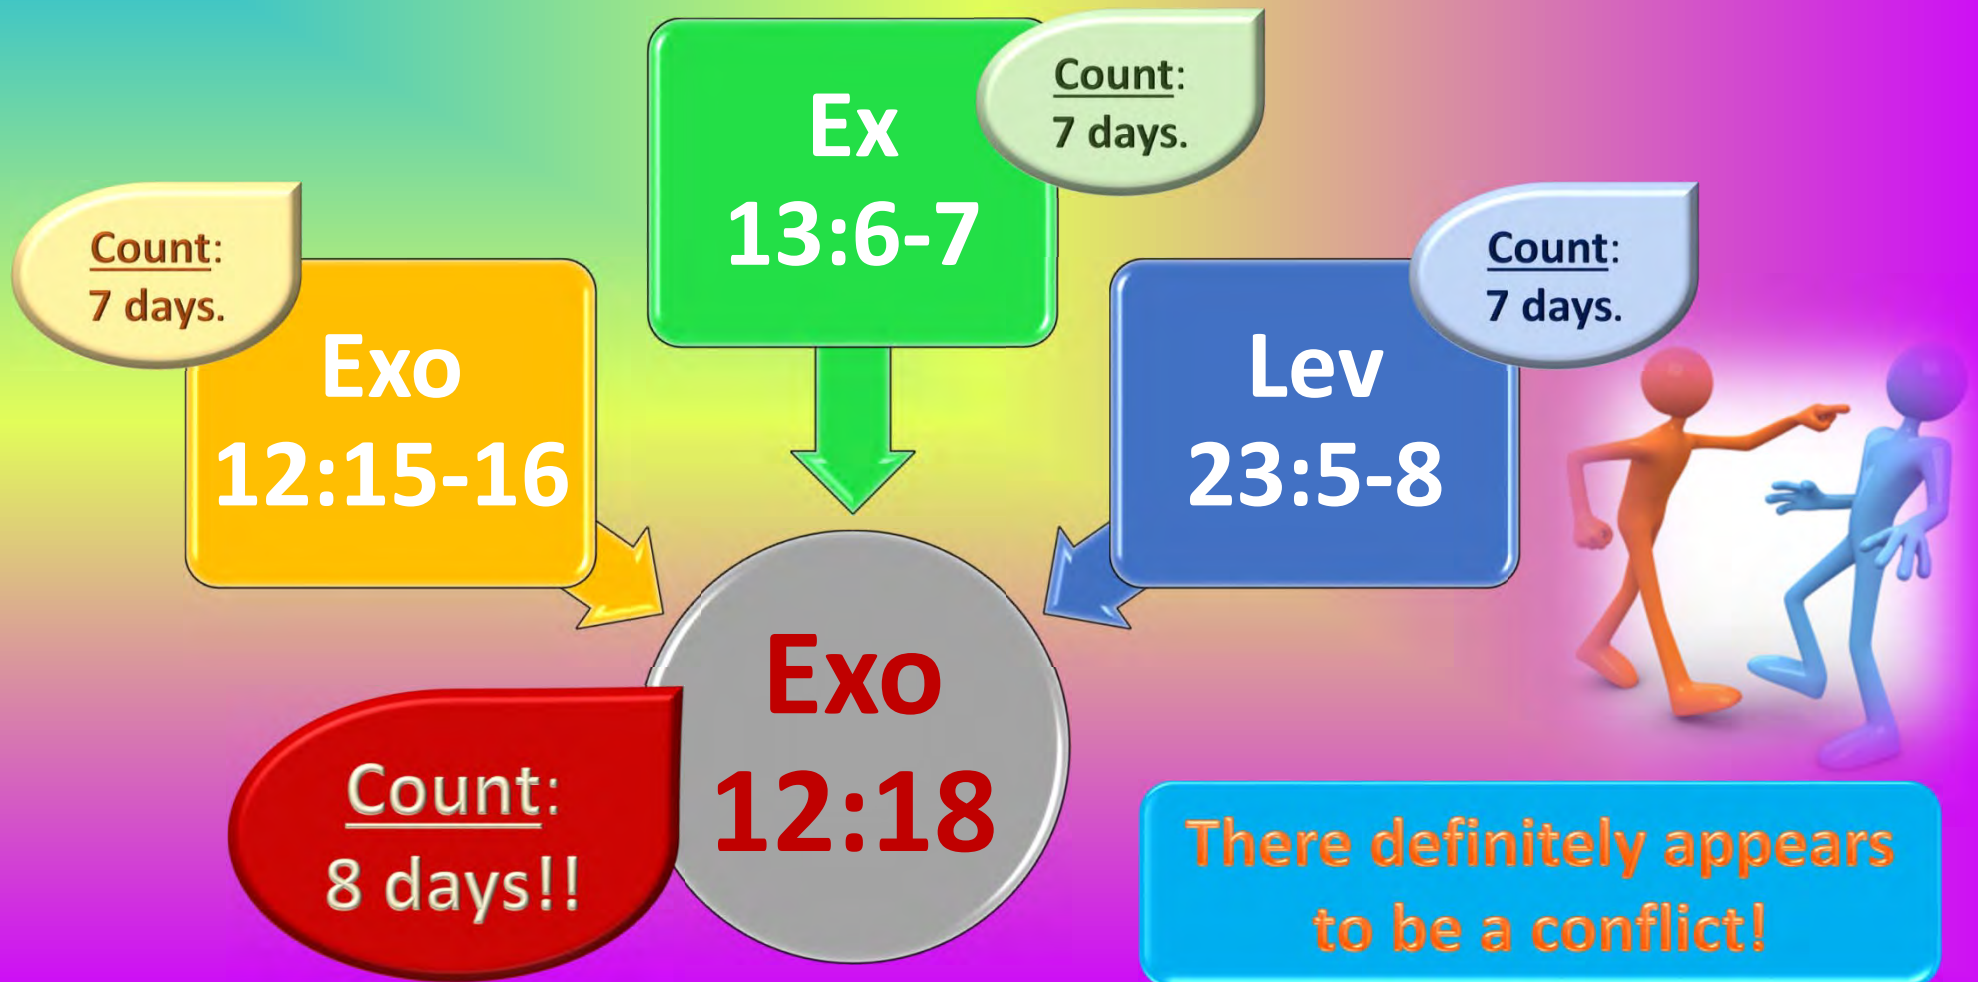 Ex
13:6-7
Count:
7 days.
Count:
7 days.
Exo
12:15-16
Count:
7 days.
Lev
23:5-8
Exo
12:18
Count:
8 days!!
There definitely appears
to be a conflict!